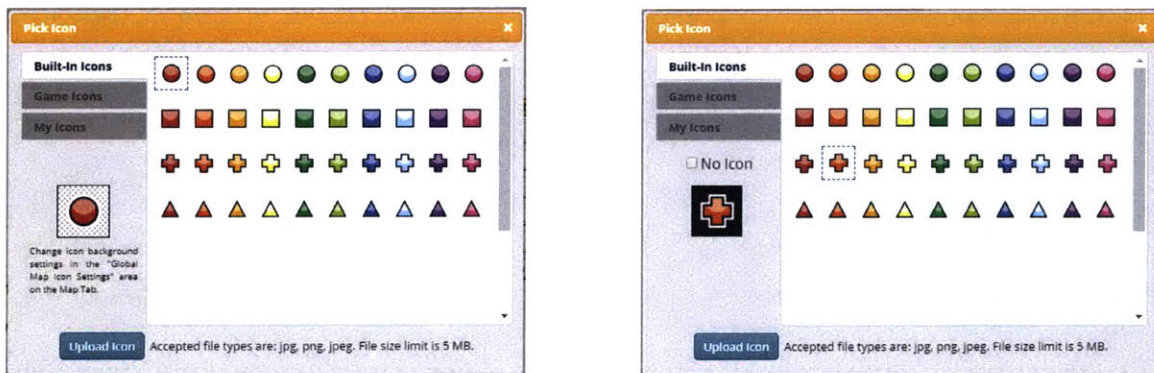 Pick Icon
Built-In Icons
Game Icons
My Icons
Change icon background
settings in the "Global
Map Icon Settings" area
on the Map Tab.
Upload Icon
Accepted file types are: jpg, png, jpeg. File size limit is 5 MB.
Pick Icon
Built-In Icons
Game Icons
My Icons
No Icon
Upload Icon
Accepted file types are: jpg, png, jpeg. File size limit is 5 MB.